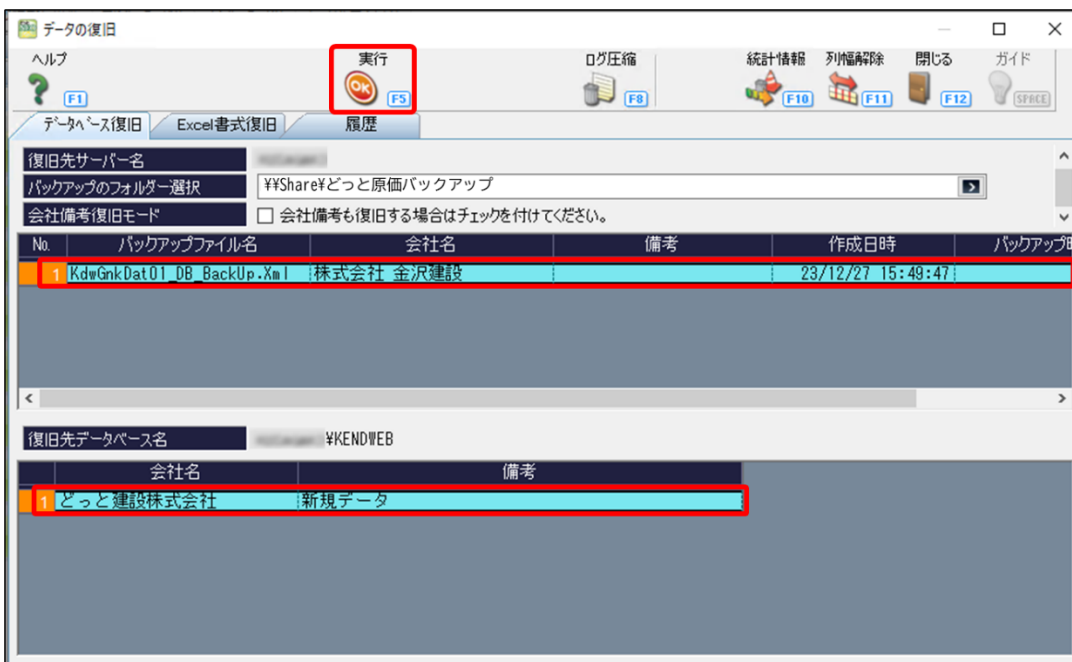 データの復旧
ヘルプ 実行 ログ圧縮 統計情報 列幅解除 閉じる ガイド
F1 OK F5 F8 F10 F11 F12 SPACE
データベース復旧 Excel書式復旧 履歴
復旧先サーバー名
バックアップのフォルダー選択 ¥¥Share¥どっと原価バックアップ
会社備考復旧モード 会社備考も復旧する場合はチェックを付けてください。
No. バックアップファイル名 会社名 備考 作成日時 バックアップ
1 KdwGnkDat01_DB_BackUp.Xml 株式会社 金沢建設 23/12/27 15:49:47
復旧先データベース名 ¥KENDWEB
会社名 備考
1 どっと建設株式会社 新規データ